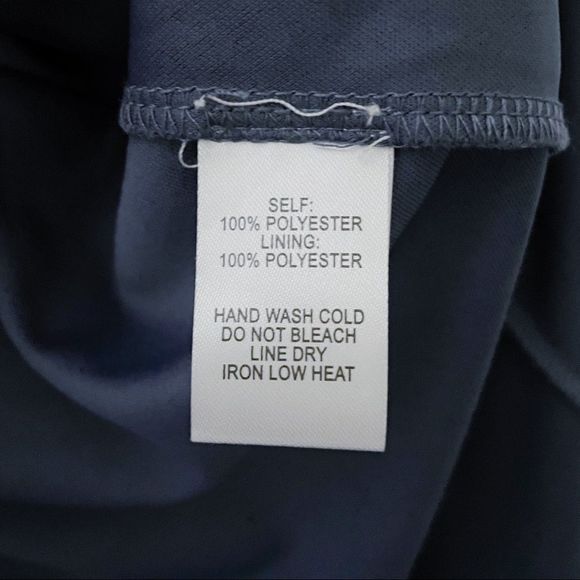 SELF:
100% POLYESTER
LINING:
100% POLYESTER
HAND WASH COLD
DO NOT BLEACH
LINE DRY
IRON LOW HEAT